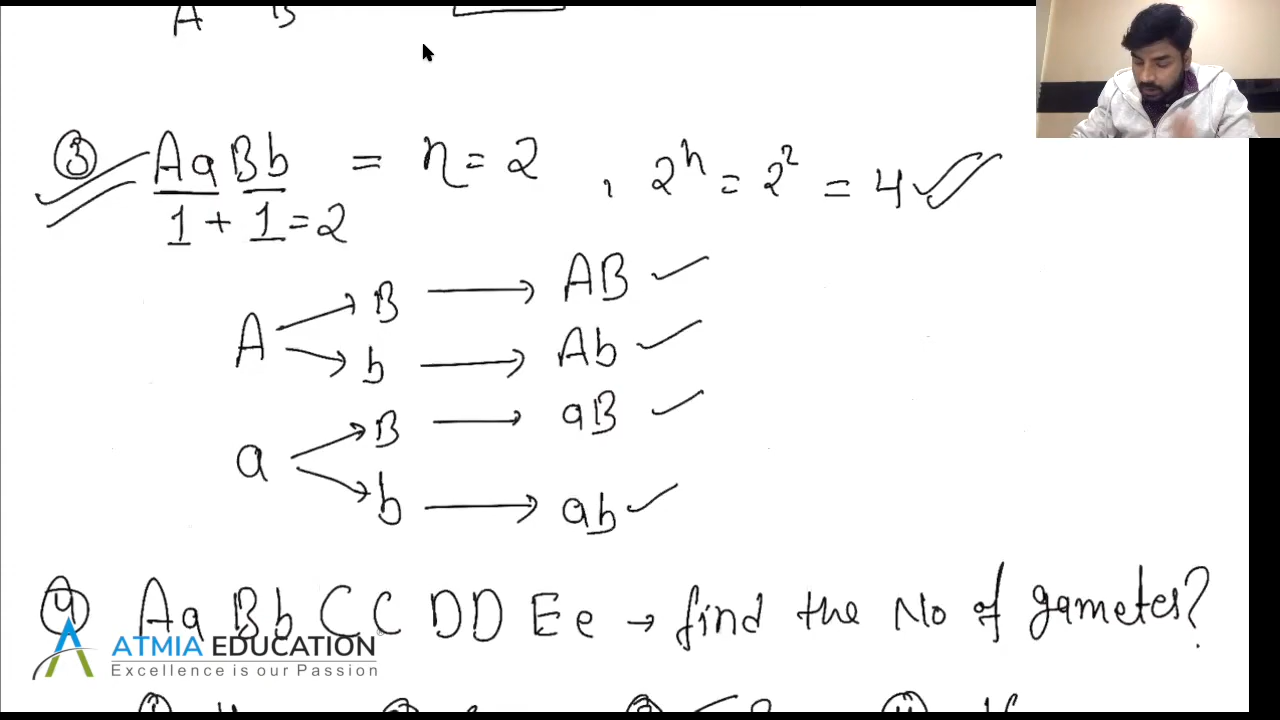 A B
③ AaBb = n = 2 , 2ⁿ = 2² = 4
1 + 1 = 2
A → B → AB
→ b → Ab
a → B → aB
→ b → ab
④ Aa Bb CC DD Ee → find the No of gametes?
ATMIA EDUCATION
Excellence is our Passion